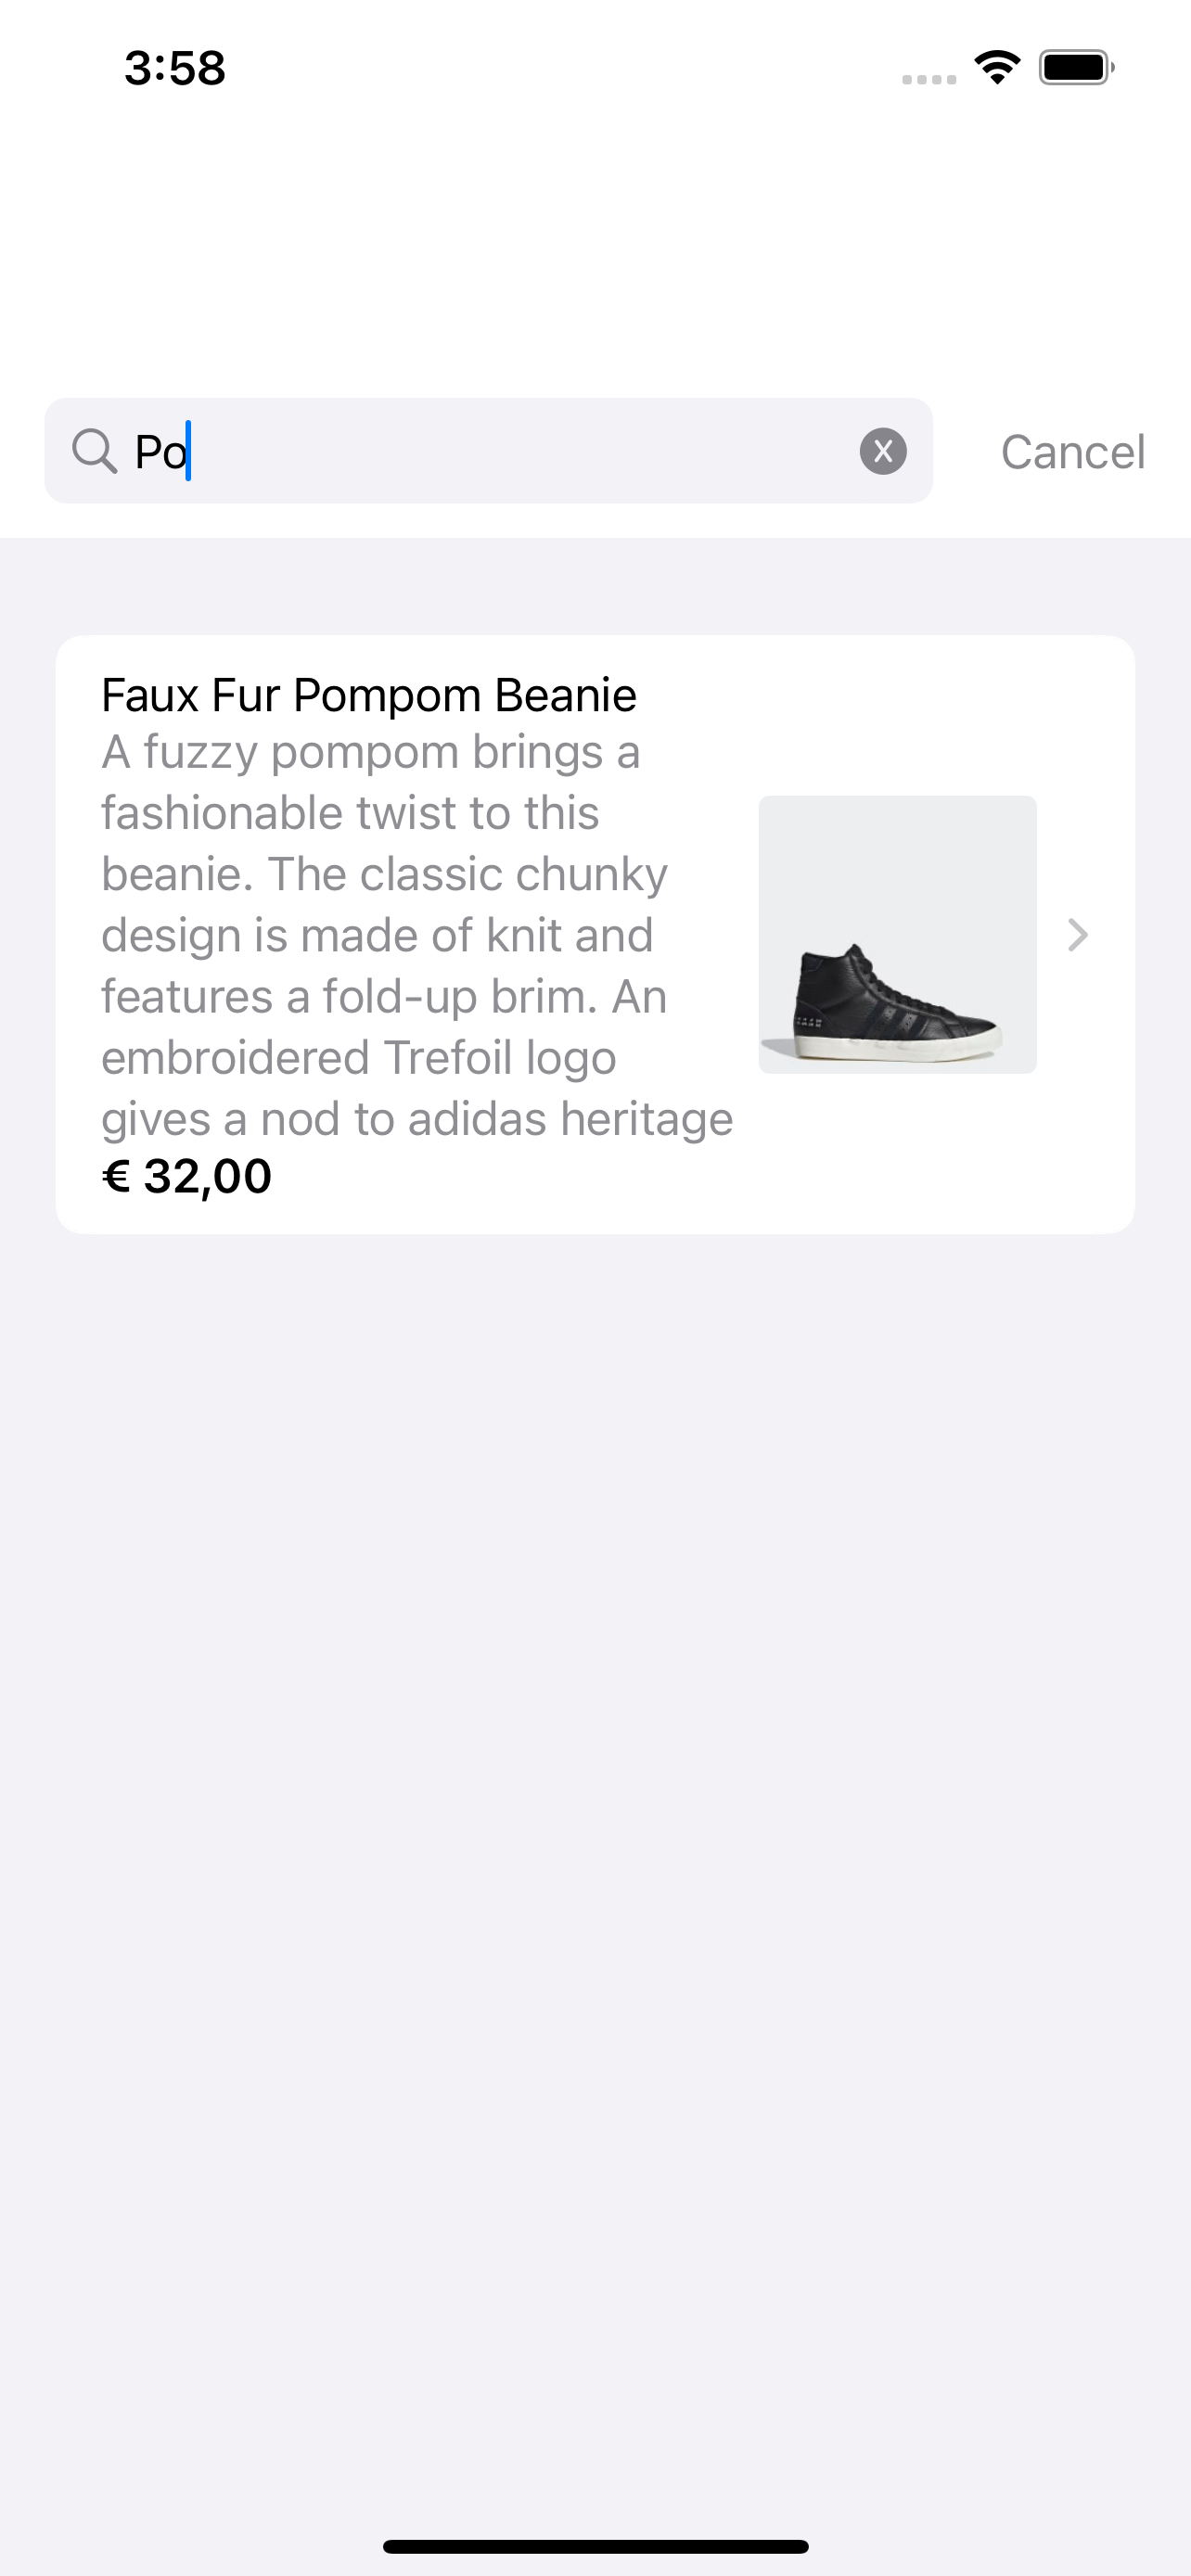 3:58
Po
Cancel
Faux Fur Pompom Beanie
A fuzzy pompom brings a
fashionable twist to this
beanie. The classic chunky
design is made of knit and
features a fold-up brim. An
embroidered Trefoil logo
gives a nod to adidas heritage
€ 32,00